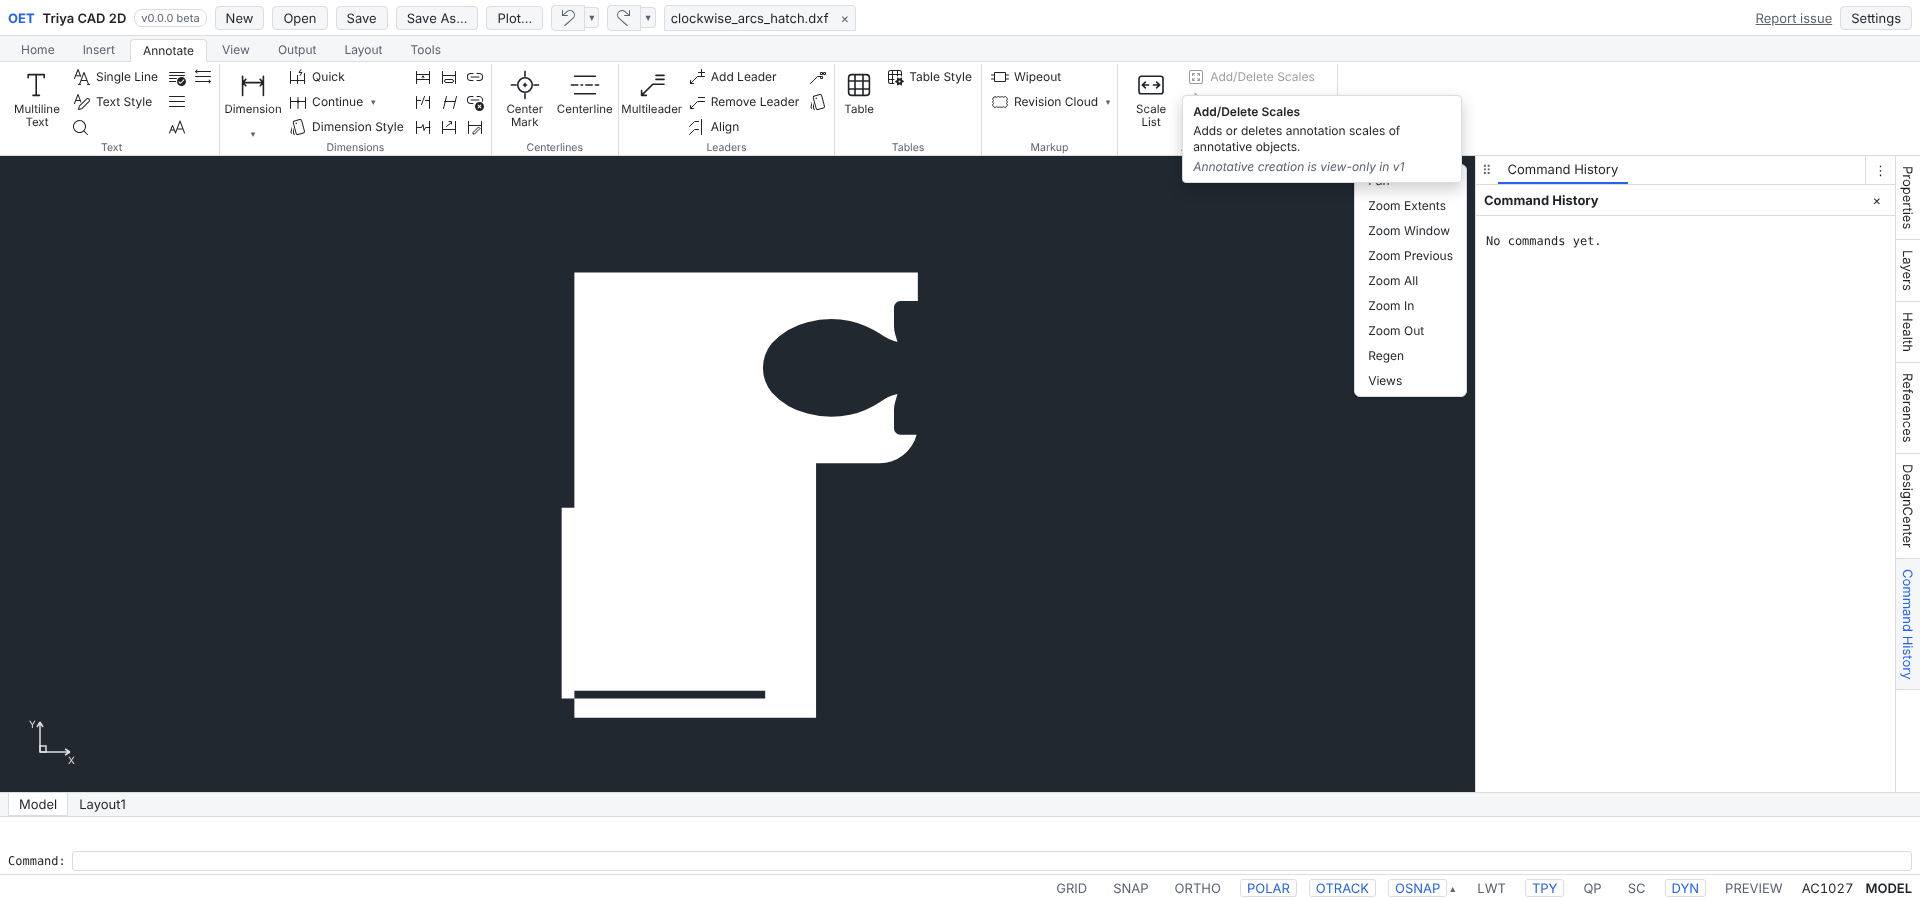 OET Triya CAD 2D v0.0.0 beta New Open Save Save As... Plot... clockwise_arcs_hatch.dxf × Report issue Settings
Home Insert Annotate View Output Layout Tools
Multiline Text
Single Line
Text Style
Text
Dimension
Quick
Continue
Dimension Style
Dimensions
Center Mark
Centerline
Centerlines
Multileader
Add Leader
Remove Leader
Align
Leaders
Table
Table Style
Tables
Wipeout
Revision Cloud
Markup
Scale List
Add/Delete Scales
Add/Delete Scales
Adds or deletes annotation scales of
annotative objects.
Annotative creation is view-only in v1
Zoom Extents
Zoom Window
Zoom Previous
Zoom All
Zoom In
Zoom Out
Regen
Views
Command History
Command History ×
No commands yet.
Properties
Layers
Health
References
DesignCenter
Command History
Y
X
Model Layout1
Command:
GRID SNAP ORTHO POLAR OTRACK OSNAP LWT TPY QP SC DYN PREVIEW AC1027 MODEL